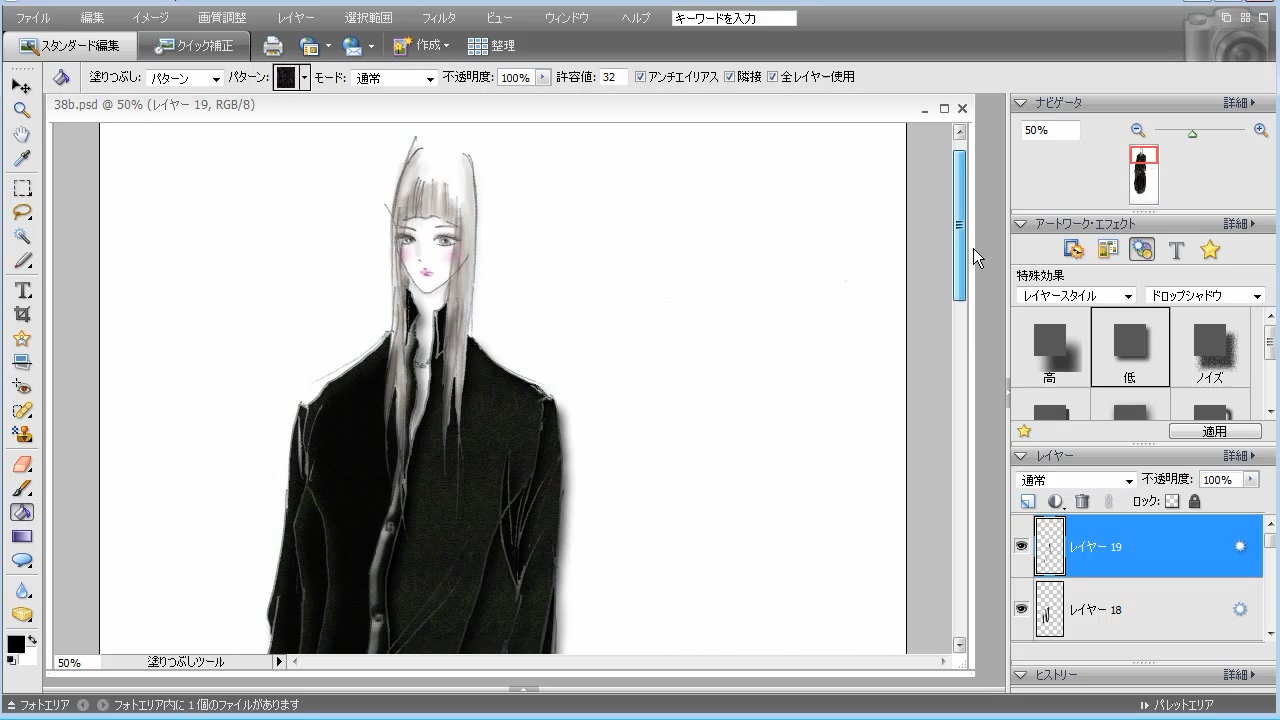 ファイル 編集 イメージ 画質調整 レイヤー 選択範囲 フィルタ ビュー ウィンドウ ヘルプ キーワードを入力
スタンダード編集 クイック補正 作成 整理
塗りつぶし: パターン パターン: モード: 通常 不透明度: 100% 許容値: 32 アンチエイリアス 隣接 全レイヤー使用
38b.psd @ 50% (レイヤー 19, RGB/8)
ナビゲータ 詳細
50%
アートワーク・エフェクト 詳細
特殊効果
レイヤースタイル ドロップシャドウ
高 低 ノイズ
適用
レイヤー 詳細
通常 不透明度: 100%
ロック:
レイヤー 19
レイヤー 18
50% 塗りつぶしツール
ヒストリー 詳細
フォトエリア フォトエリア内に 1 個のファイルがあります パレットエリア